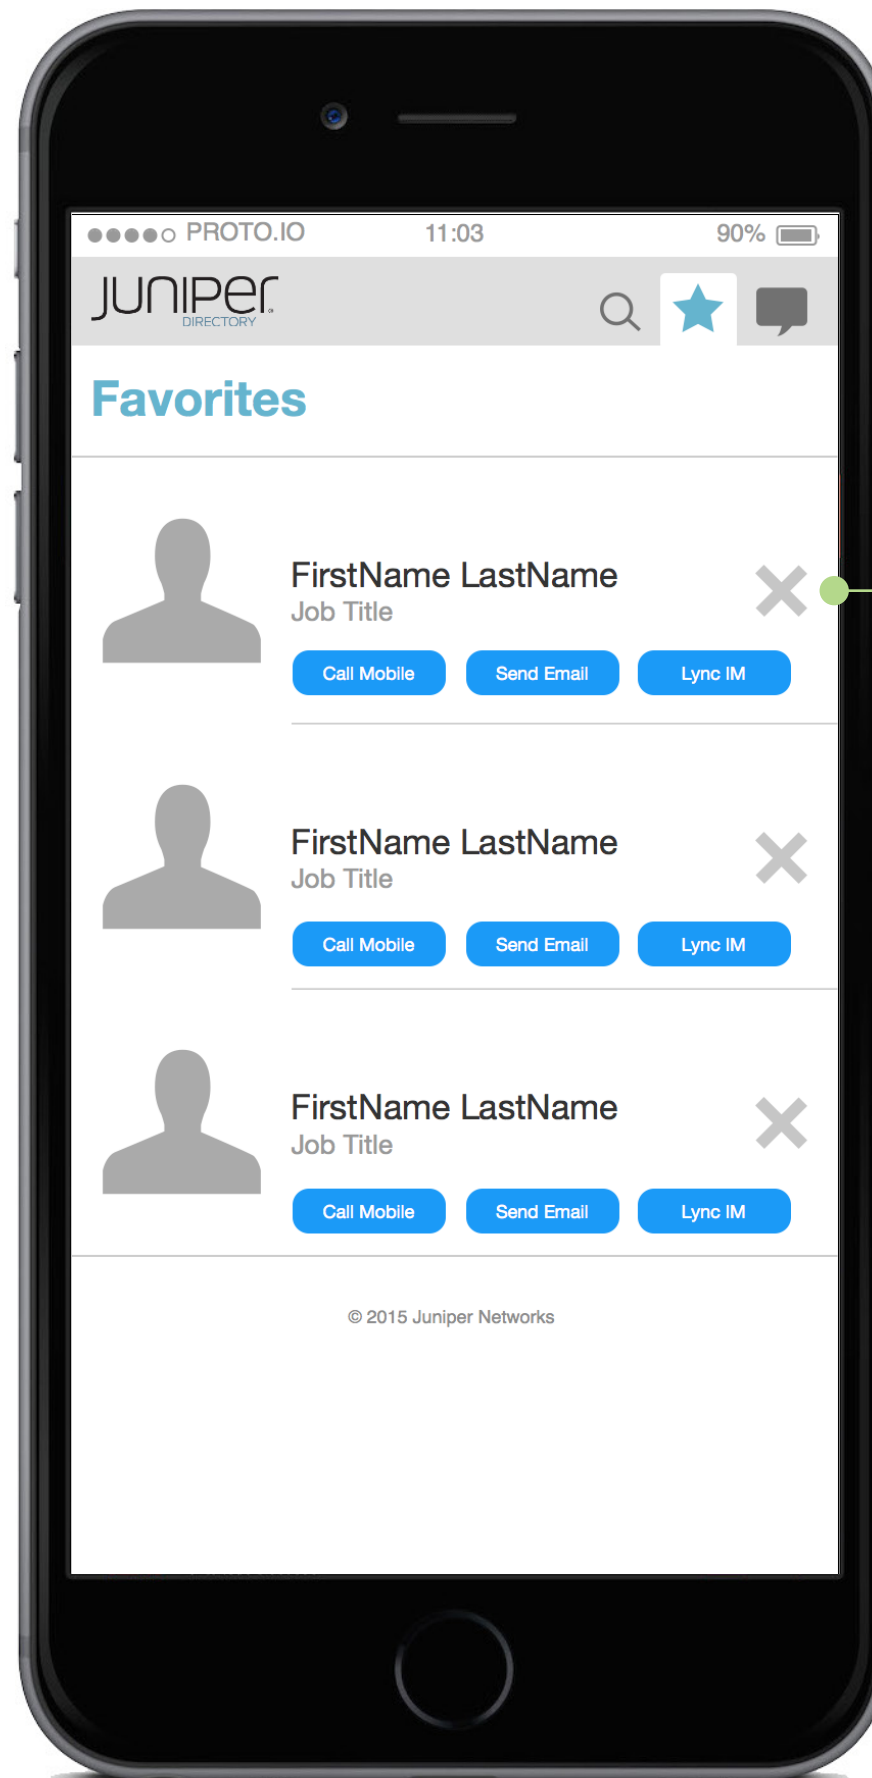 PROTO.IO 11:03 90%
JUNIPER
DIRECTORY
Favorites
FirstName LastName
Job Title
Call Mobile Send Email Lync IM
FirstName LastName
Job Title
Call Mobile Send Email Lync IM
FirstName LastName
Job Title
Call Mobile Send Email Lync IM
© 2015 Juniper Networks